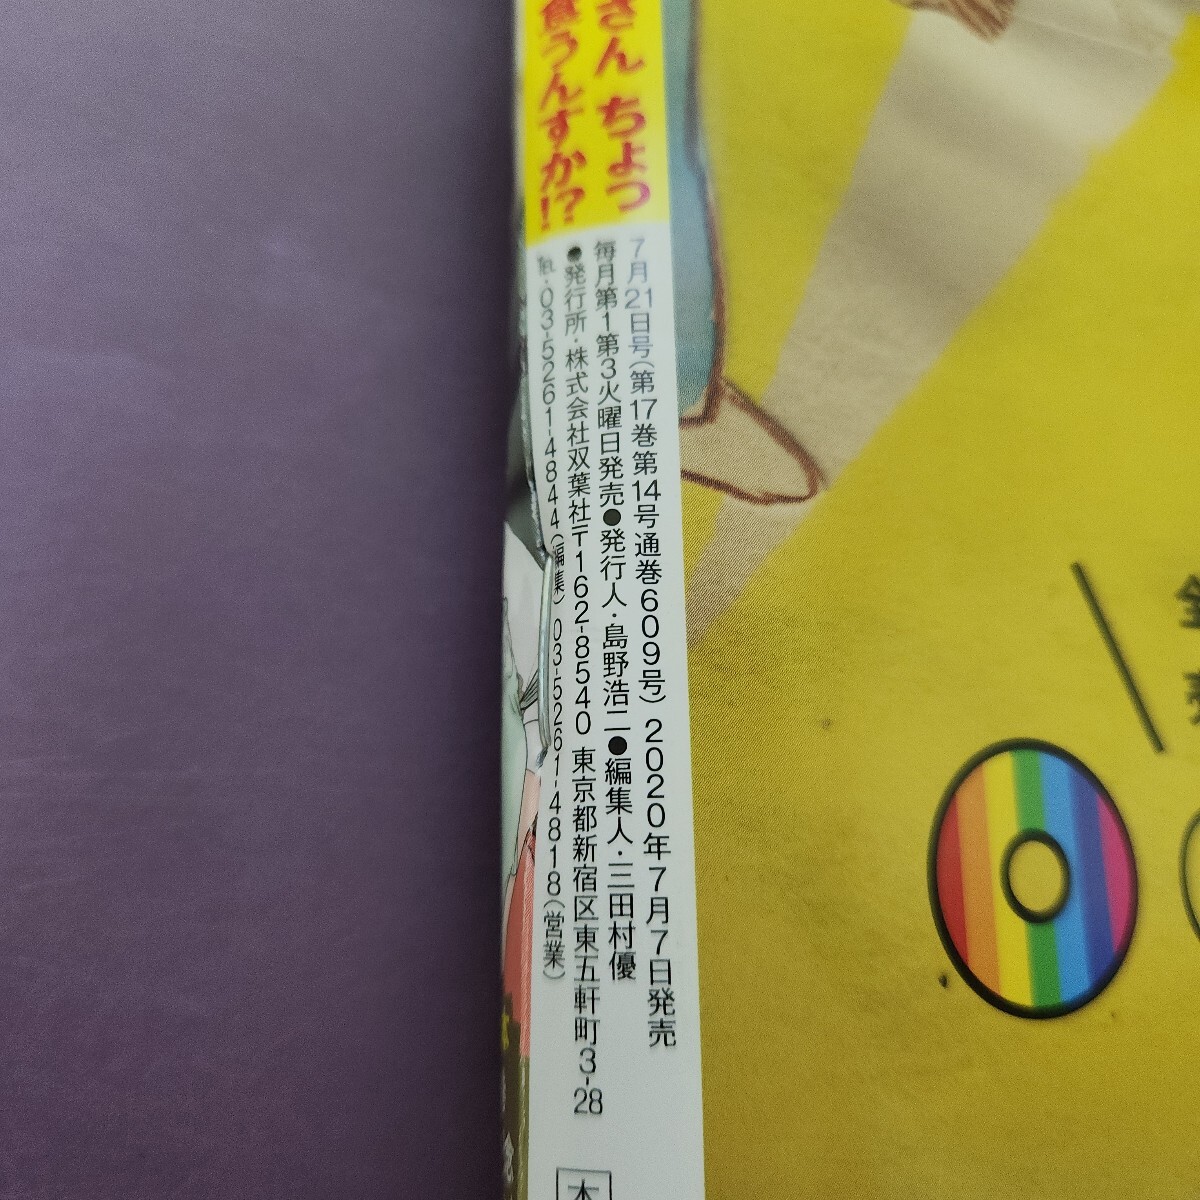 さん ちょっ
食うんすか!?
7月21日号(第17巻第14号通巻609号) 2020年7月7日発売
毎月第1第3火曜日発売●発行人・島野浩二●編集人・三田村優
●発行所・株式会社双葉社〒162-8540 東京都新宿区東五軒町3-28
℡・03-5261-4844(編集) 03-5261-4818(営業)
本